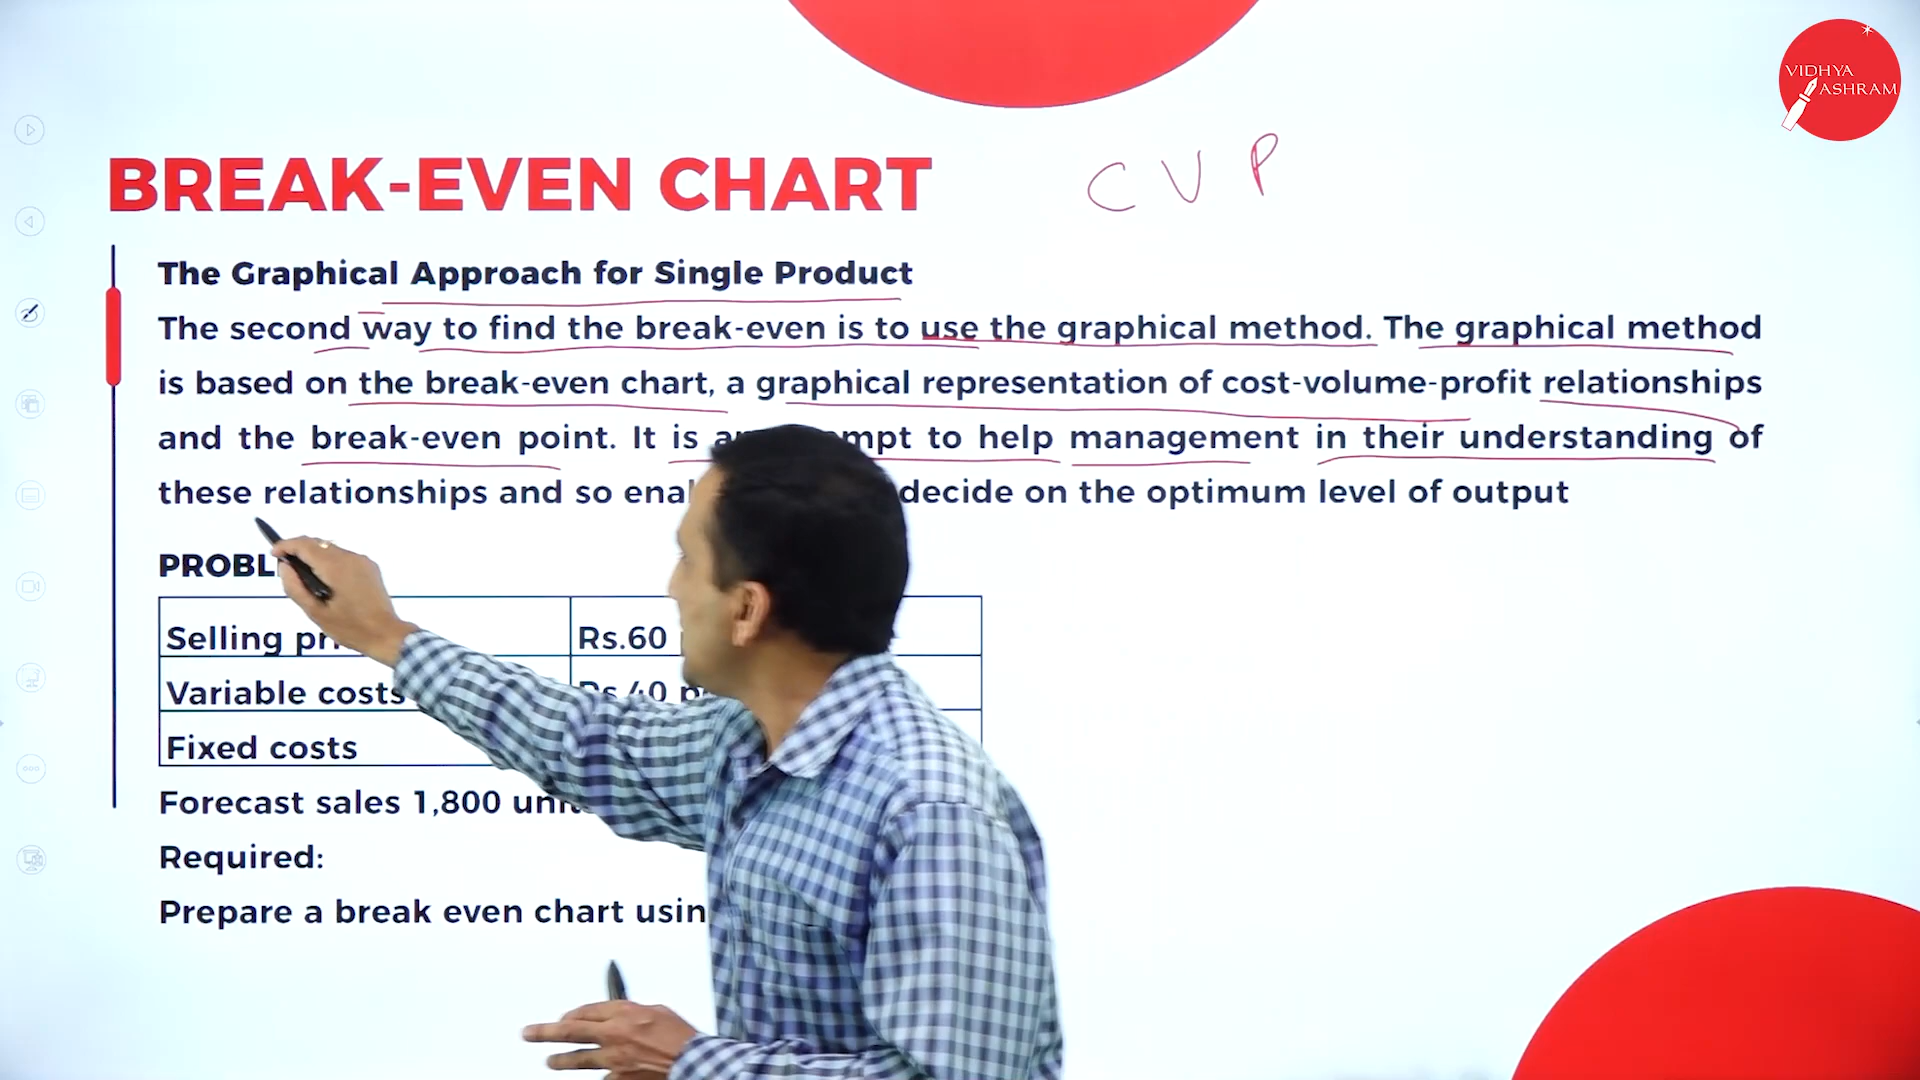 VIDHYA
ASHRAM
BREAK-EVEN CHART
C V P
The Graphical Approach for Single Product
The second way to find the break-even is to use the graphical method. The graphical method
is based on the break-even chart, a graphical representation of cost-volume-profit relationships
and the break-even point. It is to help management in their understanding of
these relationships and so decide on the optimum level of output
Selling
Rs.60
Variable costs
Rs.40
Fixed costs
Forecast sales 1,800
Required:
Prepare a break even chart